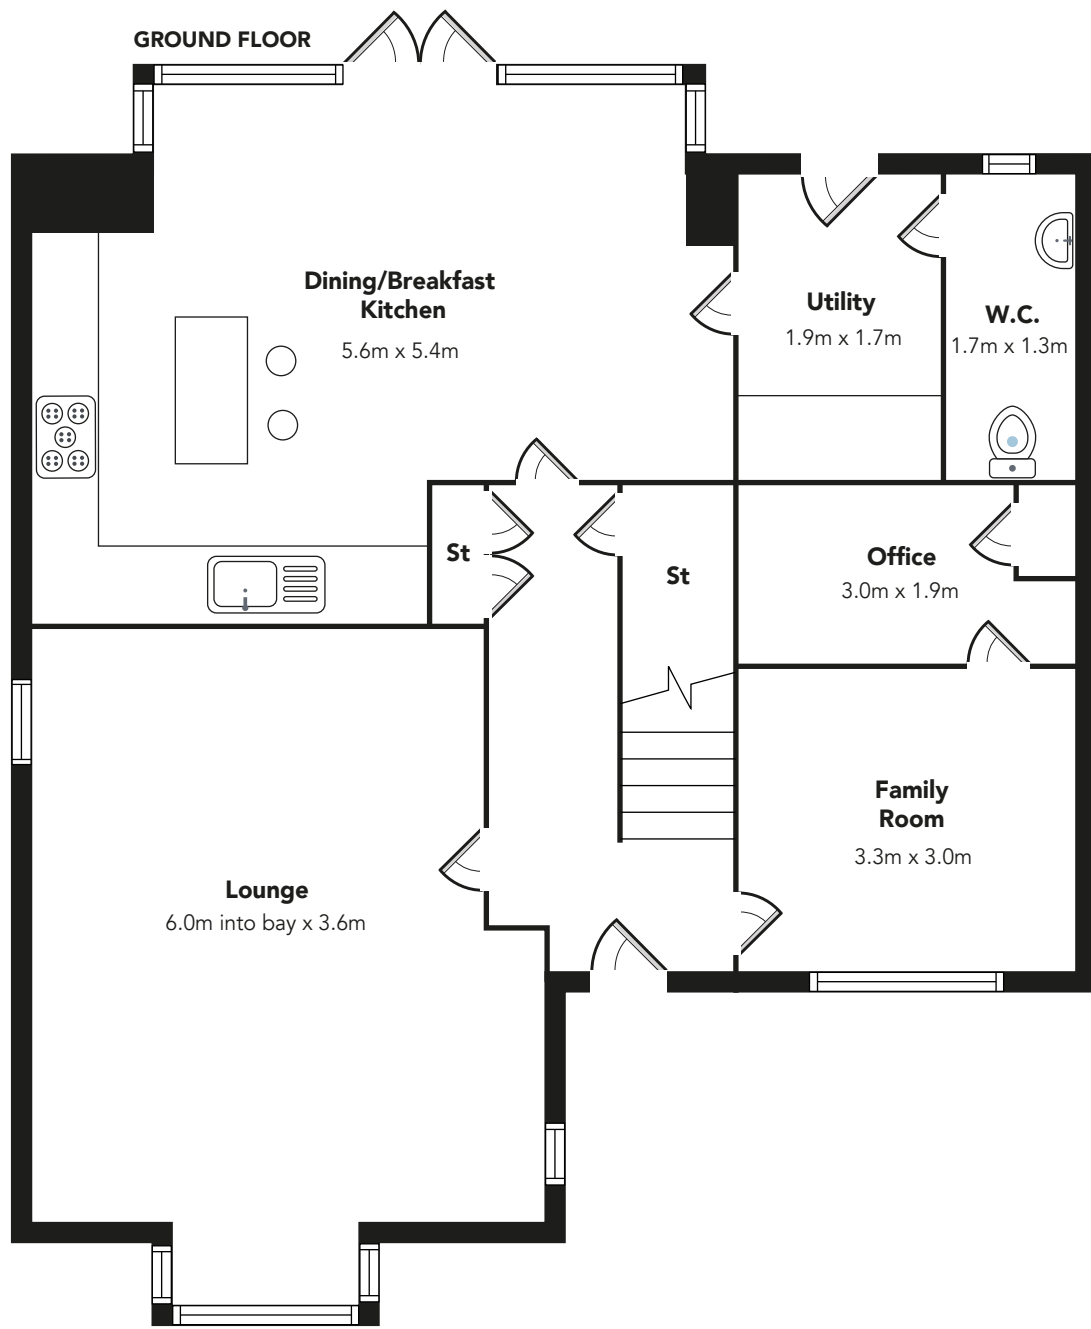 GROUND FLOOR
Dining/Breakfast
Kitchen
5.6m x 5.4m
Utility
1.9m x 1.7m
W.C.
1.7m x 1.3m
St
St
Office
3.0m x 1.9m
Family
Room
3.3m x 3.0m
Lounge
6.0m into bay x 3.6m